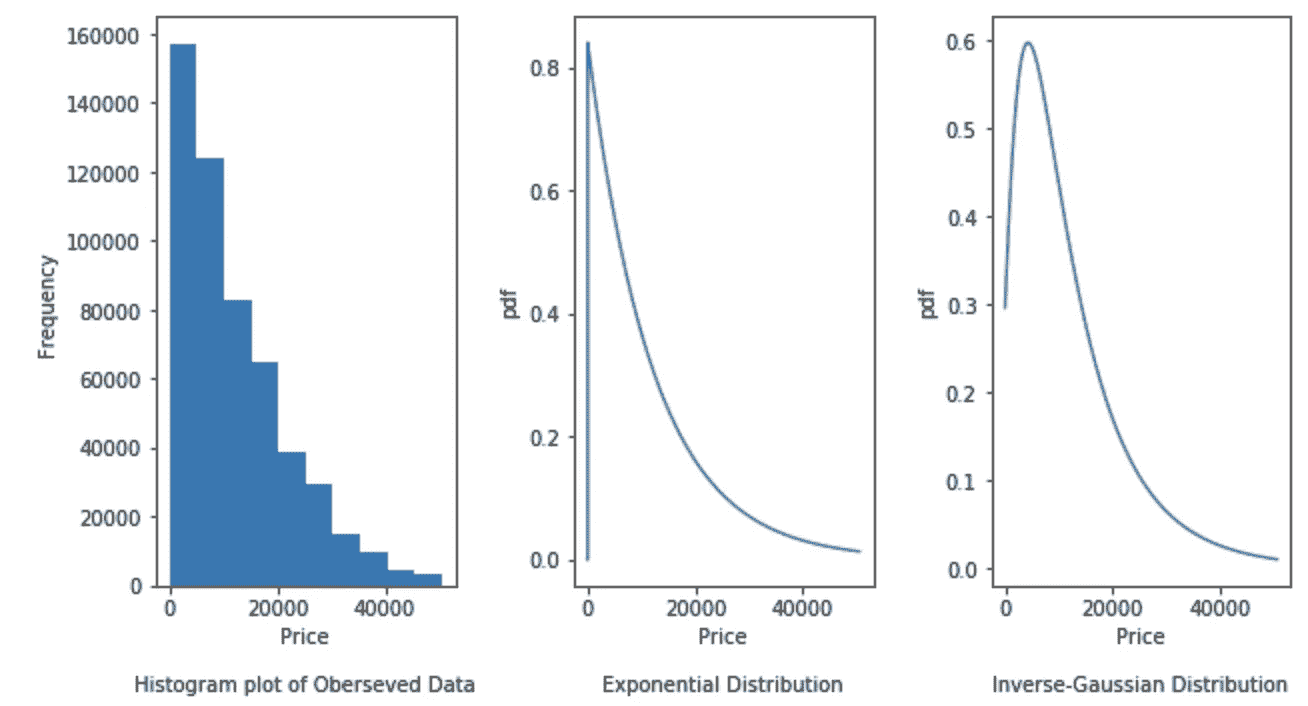 160000
140000
120000
100000
80000
60000
40000
20000
0
Frequency
0 20000 40000
Price
Histogram plot of Oberseved Data
0.8
0.6
0.4
0.2
0.0
pdf
0 20000 40000
Price
Exponential Distribution
0.6
0.5
0.4
0.3
0.2
0.1
0.0
pdf
0 20000 40000
Price
Inverse-Gaussian Distribution